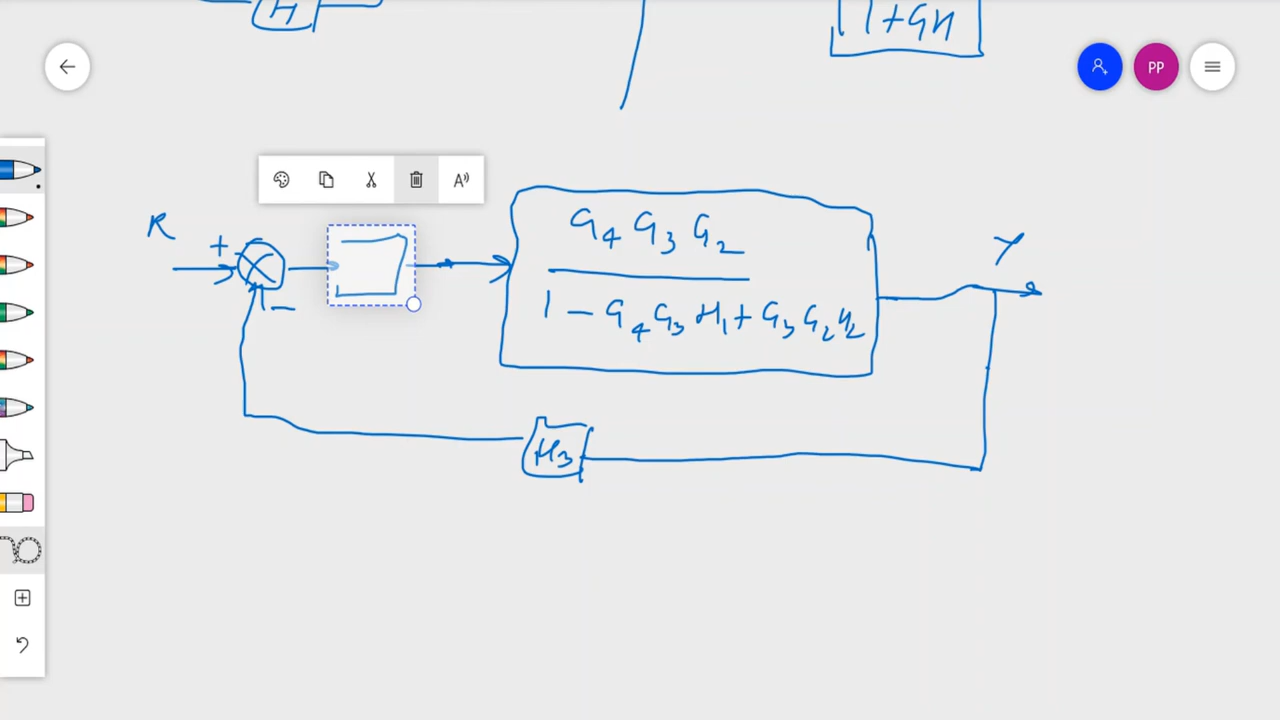 H
1+GH
PP
R
+
G4 G3 G2
1 - G4 G3 H1 + G3 G2 H2
Y
-
H3